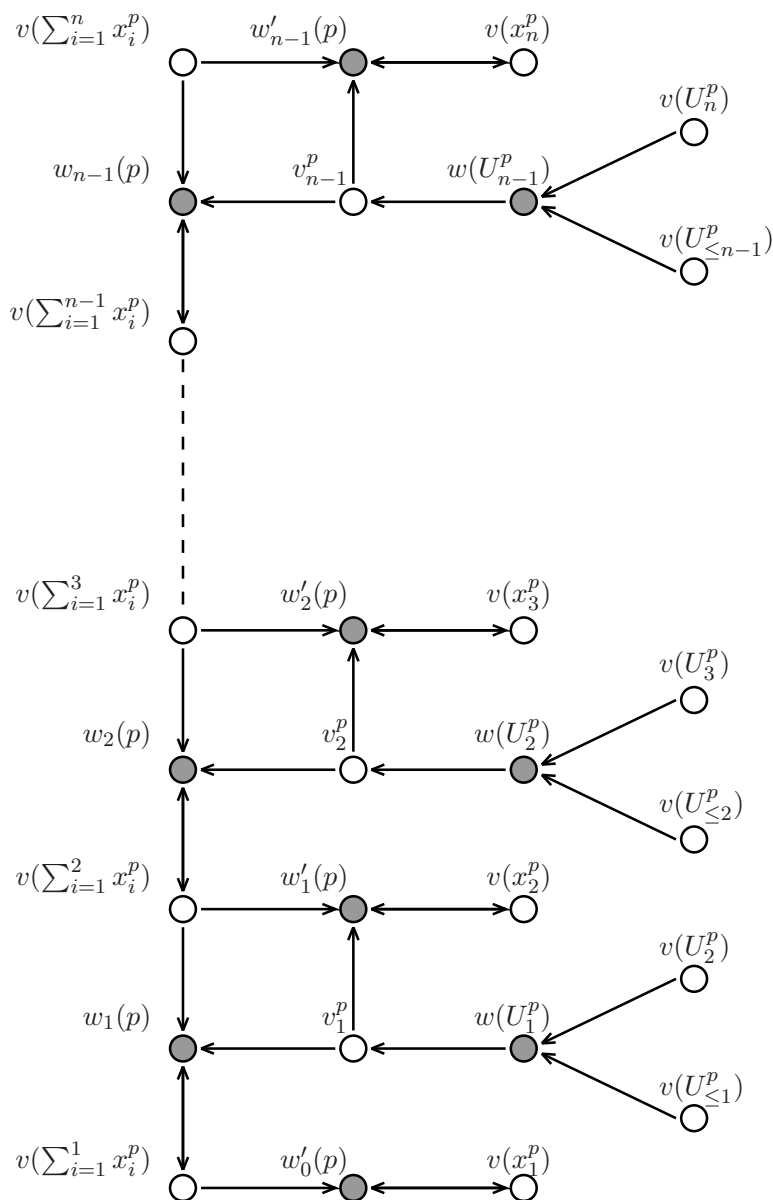 v(∑_{i=1}^{n} x_i^p) w'_{n-1}(p) v(x_n^p)
v(U_n^p)
w_{n-1}(p) v_{n-1}^p w(U_{n-1}^p)
v(U_{≤n-1}^p)
v(∑_{i=1}^{n-1} x_i^p)
v(∑_{i=1}^{3} x_i^p) w'_2(p) v(x_3^p)
v(U_3^p)
w_2(p) v_2^p w(U_2^p)
v(U_{≤2}^p)
v(∑_{i=1}^{2} x_i^p) w'_1(p) v(x_2^p)
v(U_2^p)
w_1(p) v_1^p w(U_1^p)
v(U_{≤1}^p)
v(∑_{i=1}^{1} x_i^p) w'_0(p) v(x_1^p)